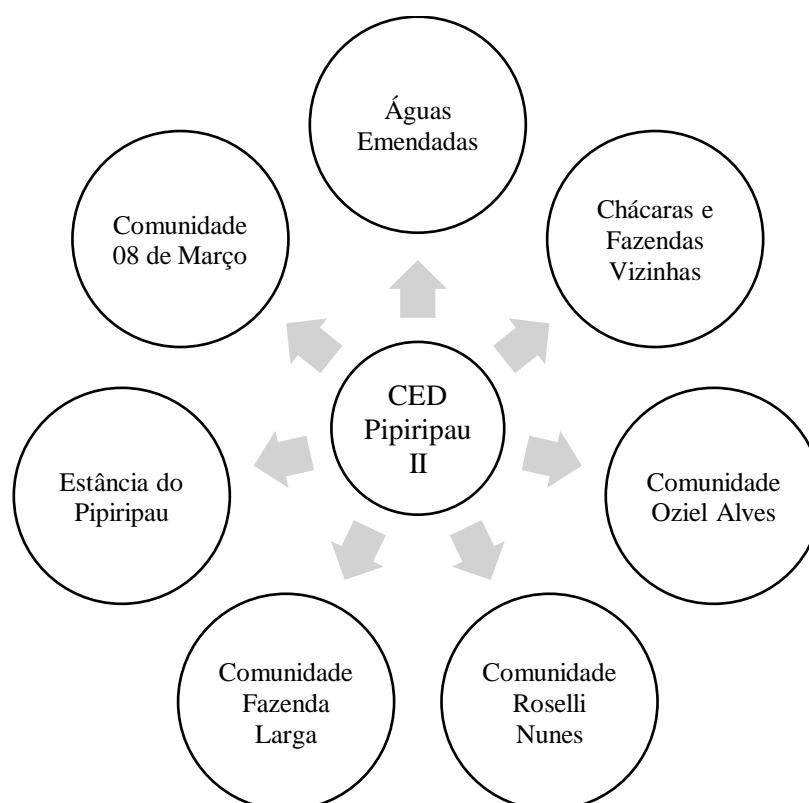 Águas
Emendadas
Chácaras e
Fazendas
Vizinhas
Comunidade
Oziel Alves
Comunidade
Roselli
Nunes
Comunidade
Fazenda
Larga
Estância do
Pipiripau
Comunidade
08 de Março
CED
Pipiripau
II